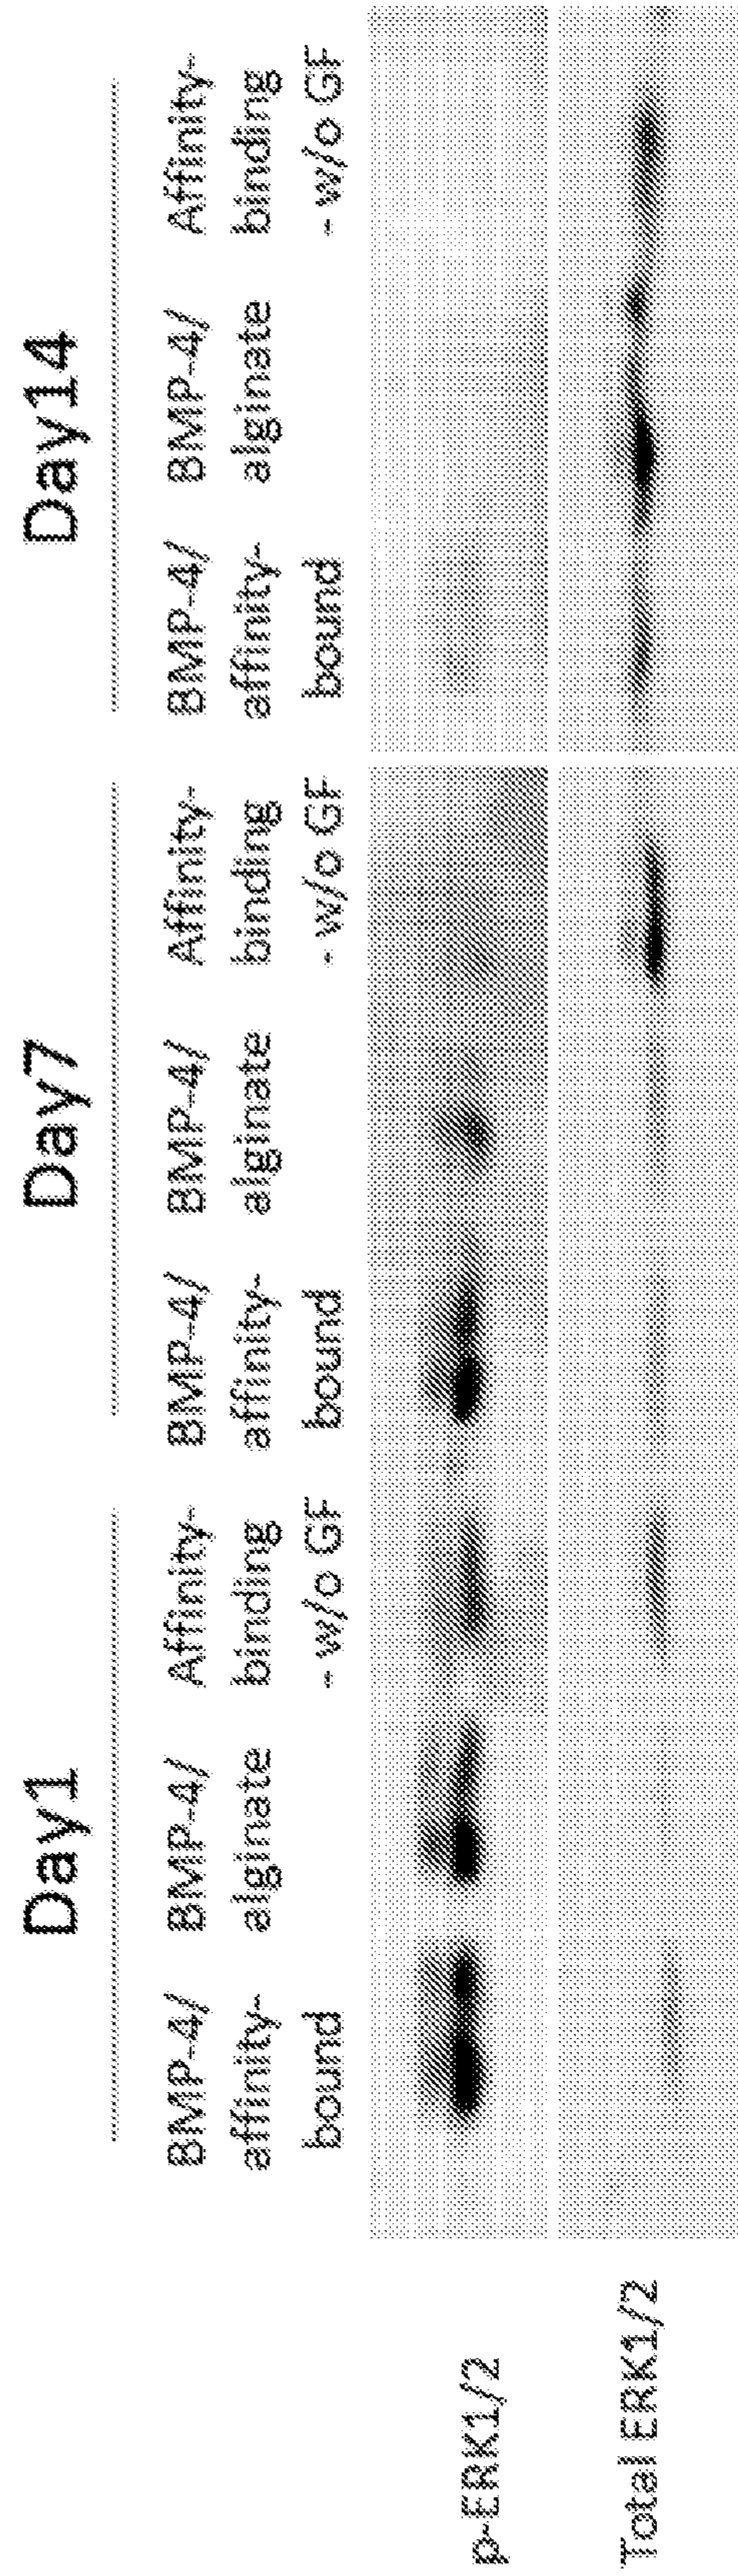 Day1
Day7
Day14
BMP-4/
affinity-
bound
BMP-4/
alginate
Affinity-
binding
- w/o GF
BMP-4/
affinity-
bound
BMP-4/
alginate
Affinity-
binding
- w/o GF
BMP-4/
affinity-
bound
BMP-4/
alginate
Affinity-
binding
- w/o GF
p-ERK1/2
Total ERK1/2